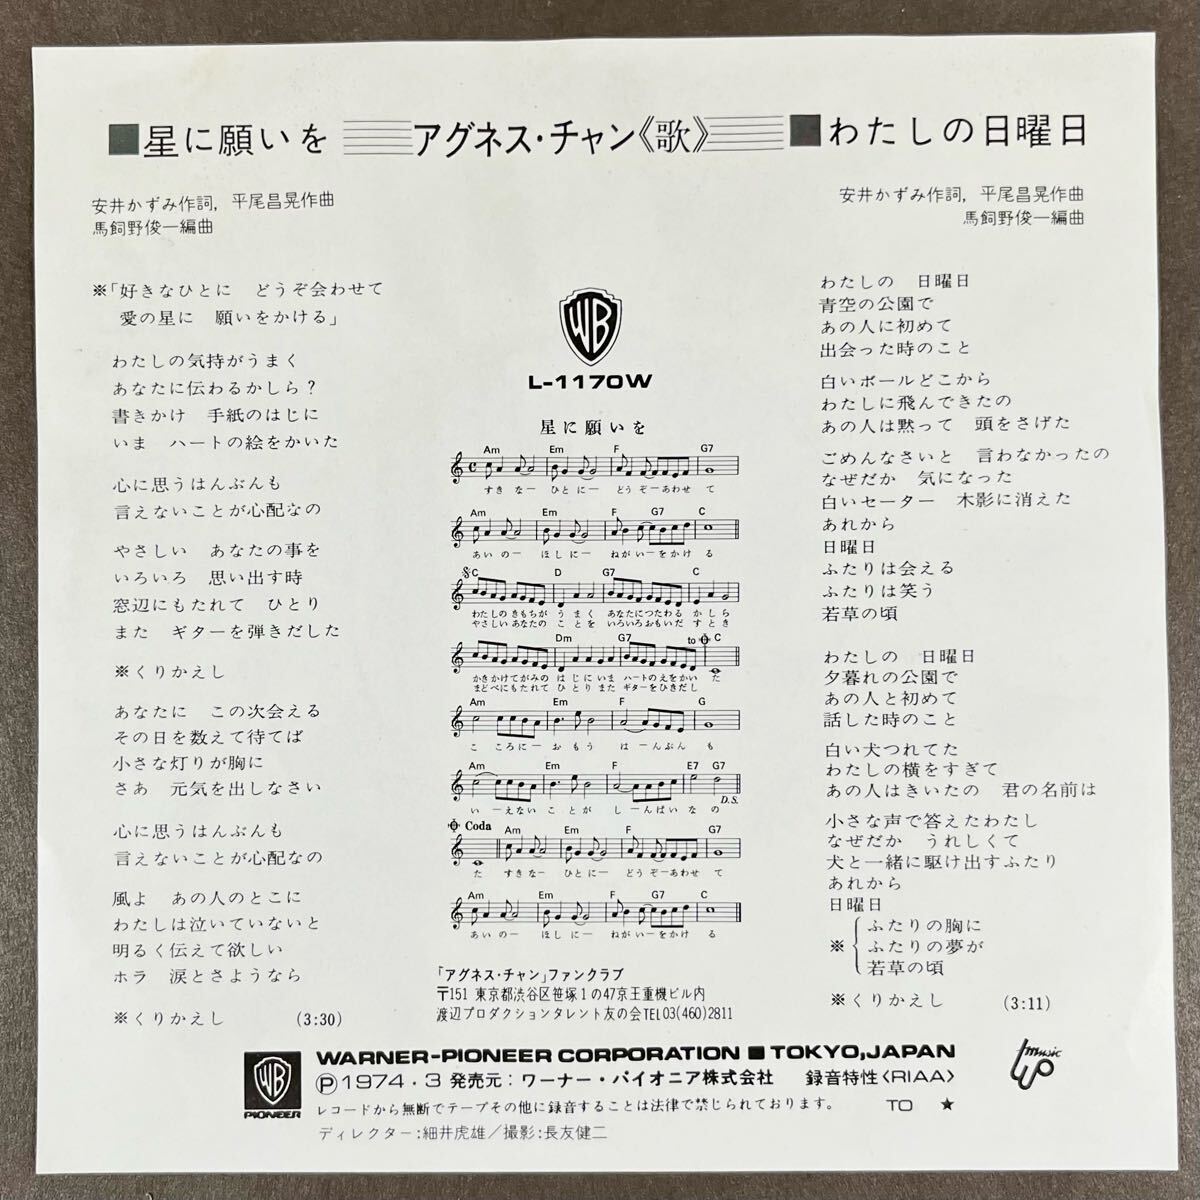 ■星に願いを アグネス・チャン《歌》 ■わたしの日曜日
安井かずみ作詞，平尾昌晃作曲
馬飼野俊一編曲
※「好きなひとに　どうぞ会わせて
愛の星に　願いをかける」
わたしの気持がうまく
あなたに伝わるかしら？
書きかけ　手紙のはじに
いま　ハートの絵をかいた
心に思うはんぶんも
言えないことが心配なの
やさしい　あなたの事を
いろいろ　思い出す時
窓辺にもたれて　ひとり
また　ギターを弾きだした
※くりかえし
あなたに　この次会える
その日を数えて待てば
小さな灯りが胸に
さあ　元気を出しなさい
心に思うはんぶんも
言えないことが心配なの
風よ　あの人のとこに
わたしは泣いていないと
明るく伝えて欲しい
ホラ　涙とさようなら
※くりかえし　(3:30)
WB
L-1170W
星に願いを
Am Em F G7
すきなー ひとにー どうぞーあわせ て
Am Em F G7 C
あいのー ほしにー ねがいーをかけ る
C D G7 C
わたしのきもちが う まく あなたにつたわる かしら
やさしいあなたの ことを いろいろおもいだ すとき
Dm G7 to C
かきかけてがみの は じにいま ハートのえをかい た
まどべにもたれて ひ とり また ギターをひきだし
Am Em F G
こ ころにー お もう は ーんぶん も
Am Em F E7 G7
い ーえない こ とが し ーんぱい な の
D.S.
Coda Am Em F G7
た すきなー ひとにー どうぞーあわせ て
Am Em F G7 C
あいのー ほしにー ねがいーをかけ る
「アグネス・チャン」ファンクラブ
〒151 東京都渋谷区笹塚1の47京王重機ビル内
渡辺プロダクションタレント友の会TEL03(460)2811
安井かずみ作詞，平尾昌晃作曲
馬飼野俊一編曲
わたしの　日曜日
青空の公園で
あの人に初めて
出会った時のこと
白いボールどこから
わたしに飛んできたの
あの人は黙って　頭をさげた
ごめんなさいと　言わなかったの
なぜだか　気になった
白いセーター　木影に消えた
あれから
日曜日
ふたりは会える
ふたりは笑う
若草の頃
わたしの　日曜日
夕暮れの公園で
あの人と初めて
話した時のこと
白い犬つれてた
わたしの横をすぎて
あの人はきいたの　君の名前は
小さな声で答えたわたし
なぜだか　うれしくて
犬と一緒に駆け出すふたり
あれから
日曜日
ふたりの胸に
※ ふたりの夢が
若草の頃
※くりかえし　(3:11)
WB PIONEER
WARNER-PIONEER CORPORATION ■ TOKYO,JAPAN
Ⓟ1974・3 発売元：ワーナー・パイオニア株式会社　録音特性〈RIAA〉
レコードから無断でテープその他に録音することは法律で禁じられております。　TO ★
ディレクター：細井虎雄／撮影：長友健二
music up